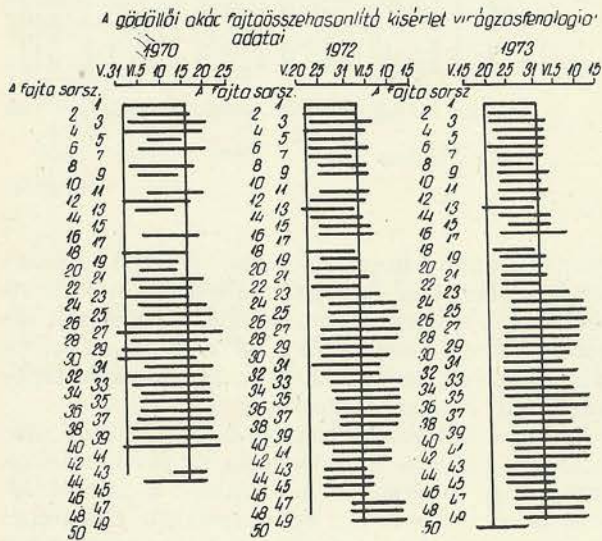 A gödöllői akác fajtaösszehasonlító kisérlet virágzásfenologiai
adatai
1970 1972 1973
V.31 VI.5 10 15 20 25 V.20 25 31 VI.5 10 15 V.15 20 25 31 VI.5 10 15
A fajta sorsz. A fajta sorsz. A fajta sorsz.
1 1 1
2 3 2 3 2 3
4 5 4 5 4 5
6 7 6 7 6 7
8 9 8 9 8 9
10 11 10 11 10 11
12 13 12 13 12 13
14 15 14 15 14 15
16 17 16 17 16 17
18 19 18 19 18 19
20 21 20 21 20 21
22 23 22 23 22 23
24 25 24 25 24 25
26 27 26 27 26 27
28 29 28 29 28 29
30 31 30 31 30 31
32 33 32 33 32 33
34 35 34 35 34 35
36 37 36 37 36 37
38 39 38 39 38 39
40 41 40 41 40 41
42 43 42 43 42 43
44 45 44 45 44 45
46 47 46 47 46 47
48 49 48 49 48 49
50 50